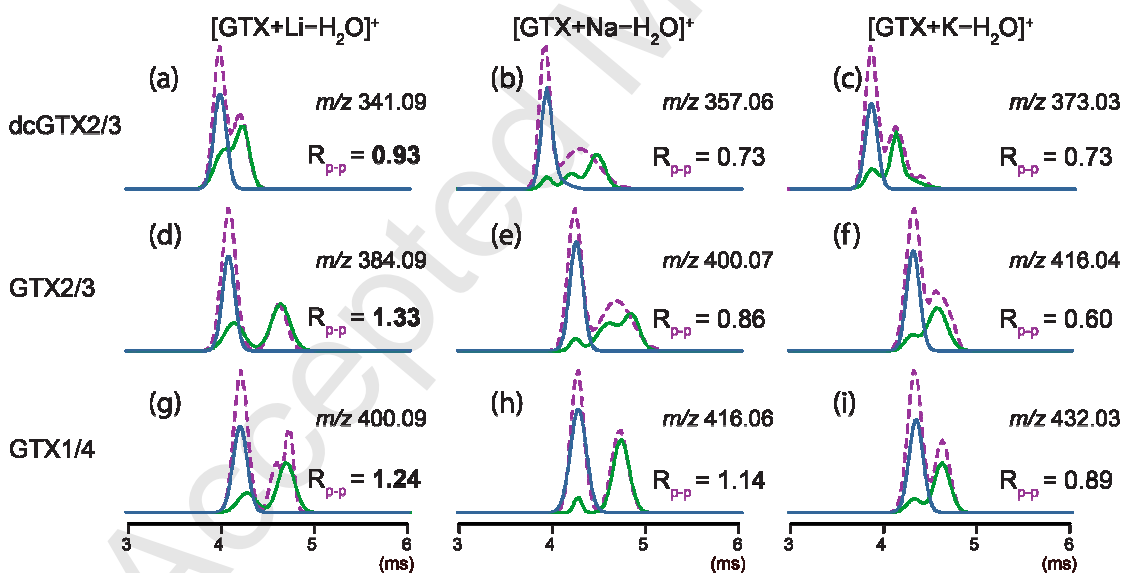 [GTX+Li−H2O]+ [GTX+Na−H2O]+ [GTX+K−H2O]+
(a) (b) (c)
m/z 341.09 m/z 357.06 m/z 373.03
dcGTX2/3
Rp-p = 0.93 Rp-p = 0.73 Rp-p = 0.73
(d) (e) (f)
m/z 384.09 m/z 400.07 m/z 416.04
GTX2/3
Rp-p = 1.33 Rp-p = 0.86 Rp-p = 0.60
(g) (h) (i)
m/z 400.09 m/z 416.06 m/z 432.03
GTX1/4
Rp-p = 1.24 Rp-p = 1.14 Rp-p = 0.89
3 4 5 6 3 4 5 6 3 4 5 6
(ms) (ms) (ms)
Accepted M